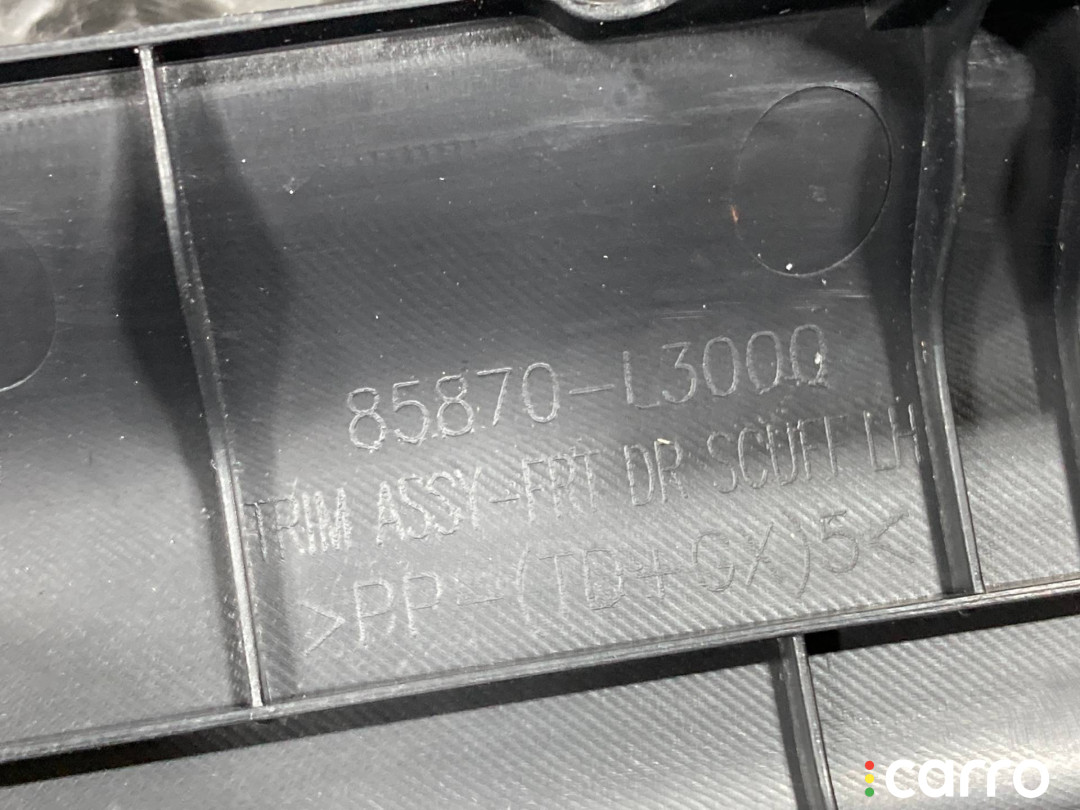 85870-L3000
TRIM ASSY-FRT DR SCUFF LH
>PP-(TD+GX)5<
carro